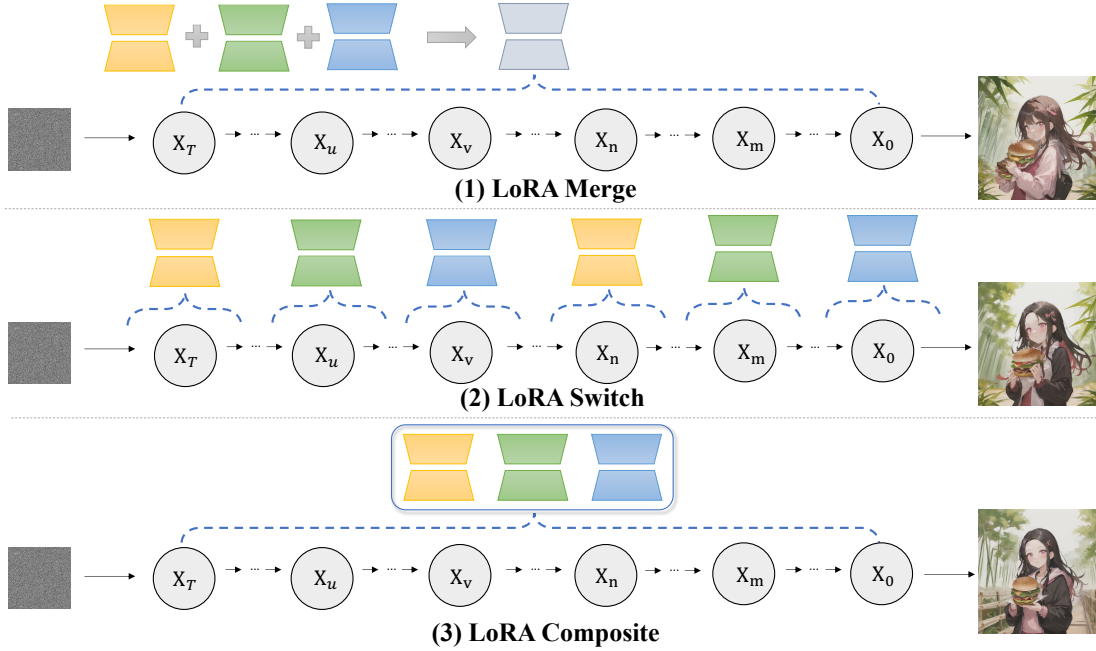 X_T ... X_u ... X_v ... X_n ... X_m ... X_0
(1) LoRA Merge
X_T ... X_u ... X_v ... X_n ... X_m ... X_0
(2) LoRA Switch
X_T ... X_u ... X_v ... X_n ... X_m ... X_0
(3) LoRA Composite